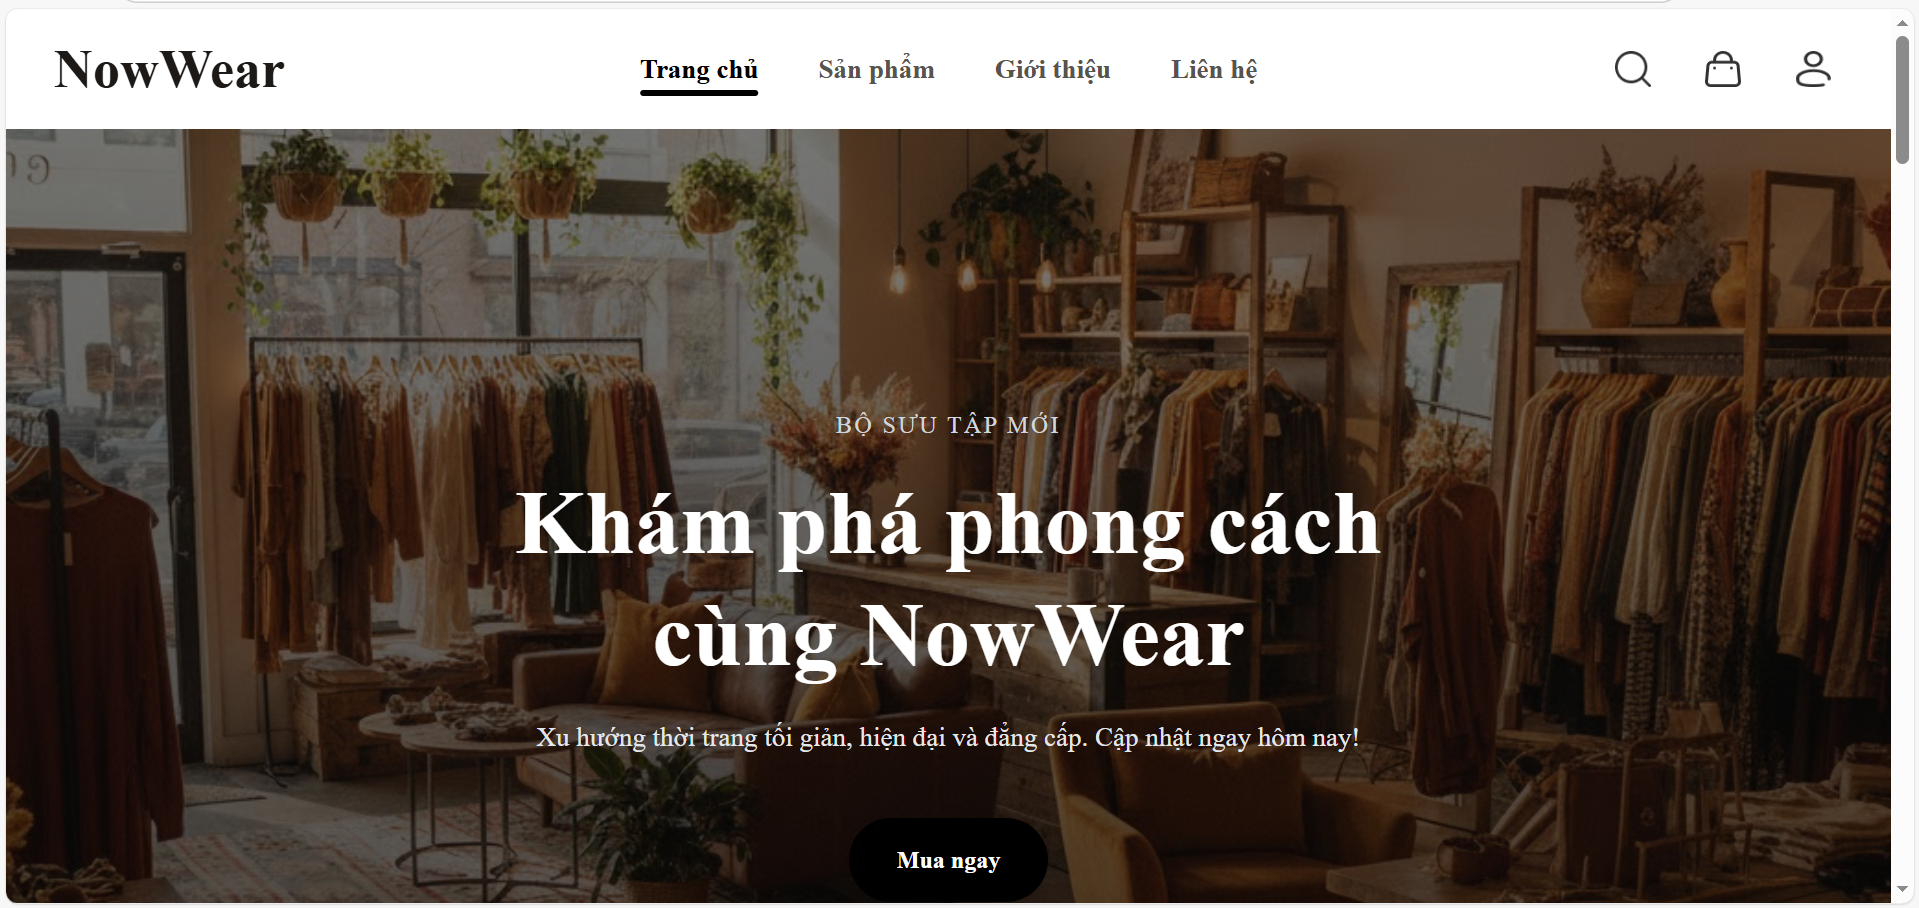 NowWear
Trang chủ
Sản phẩm
Giới thiệu
Liên hệ
BỘ SƯU TẬP MỚI
Khám phá phong cách
cùng NowWear
Xu hướng thời trang tối giản, hiện đại và đẳng cấp. Cập nhật ngay hôm nay!
Mua ngay